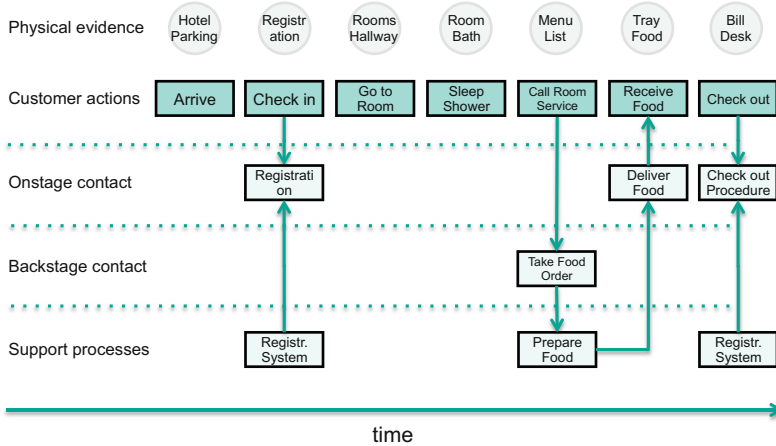 Physical evidence
Hotel
Parking
Registr
ation
Rooms
Hallway
Room
Bath
Menu
List
Tray
Food
Bill
Desk
Customer actions
Arrive
Check in
Go to
Room
Sleep
Shower
Call Room
Service
Receive
Food
Check out
Onstage contact
Registrati
on
Deliver
Food
Check out
Procedure
Backstage contact
Take Food
Order
Support processes
Registr.
System
Prepare
Food
Registr.
System
time